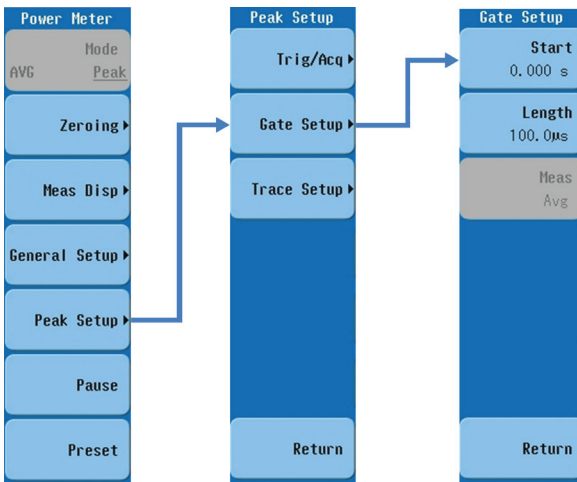 Power Meter
Mode
AVG Peak
Zeroing
Meas Disp
General Setup
Peak Setup
Pause
Preset
Peak Setup
Trig/Acq
Gate Setup
Trace Setup
Return
Gate Setup
Start
0.000 s
Length
100.0µs
Meas
Avg
Return